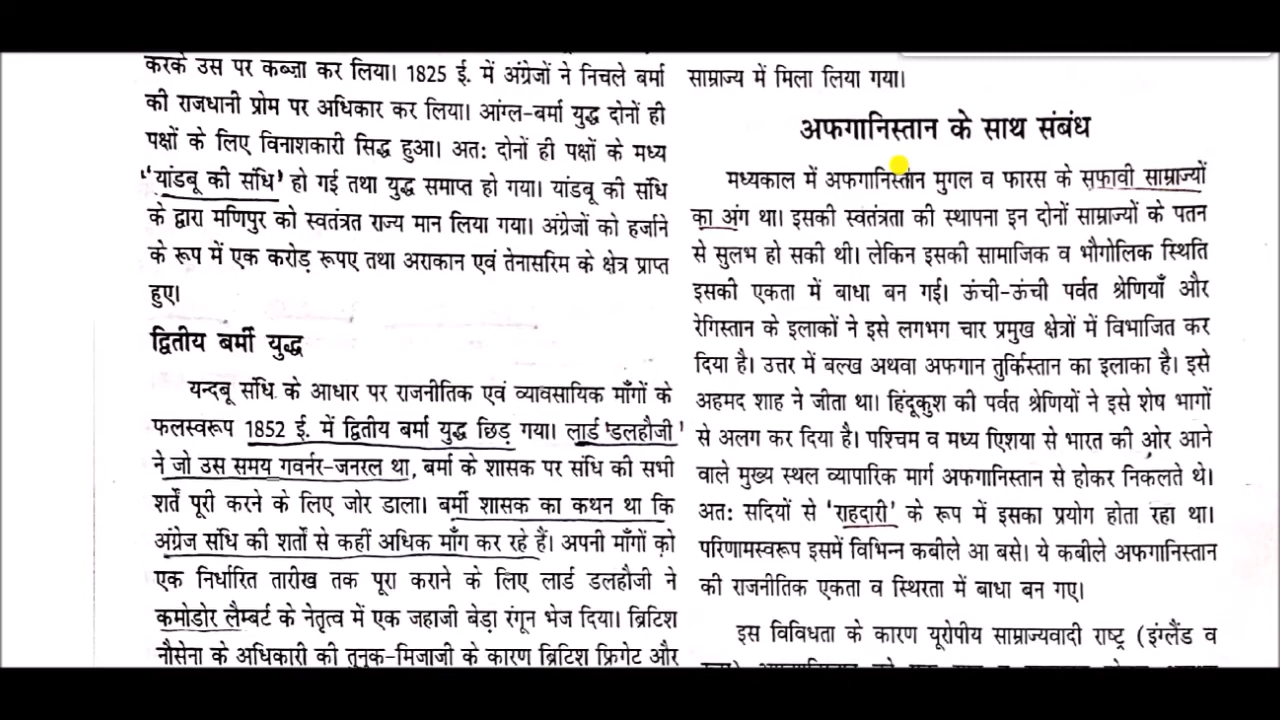 करके उस पर कब्ज़ा कर लिया। 1825 ई. में अंग्रेजों ने निचले बर्मा
की राजधानी प्रोम पर अधिकार कर लिया। आंग्ल-बर्मा युद्ध दोनों ही
पक्षों के लिए विनाशकारी सिद्ध हुआ। अतः दोनों ही पक्षों के मध्य
'यांडबू की संधि' हो गई तथा युद्ध समाप्त हो गया। यांडबू की संधि
के द्वारा मणिपुर को स्वतंत्रत राज्य मान लिया गया। अंग्रेजों को हर्जाने
के रूप में एक करोड़ रूपए तथा अराकान एवं तेनासरिम के क्षेत्र प्राप्त
हुए।
द्वितीय बर्मी युद्ध
यन्दबू संधि के आधार पर राजनीतिक एवं व्यावसायिक माँगों के
फलस्वरूप 1852 ई. में द्वितीय बर्मा युद्ध छिड़ गया। लार्ड 'डलहौजी'
ने जो उस समय गवर्नर-जनरल था, बर्मा के शासक पर संधि की सभी
शर्तें पूरी करने के लिए जोर डाला। बर्मी शासक का कथन था कि
अंग्रेज संधि की शर्तो से कहीं अधिक माँग कर रहे हैं। अपनी माँगों को
एक निर्धारित तारीख तक पूरा कराने के लिए लार्ड डलहौजी ने
कमोडोर लैम्बर्ट के नेतृत्व में एक जहाजी बेड़ा रंगून भेज दिया। ब्रिटिश
नौसेना के अधिकारी की तुनुक-मिजाजी के कारण ब्रिटिश फ्रिगेट और
साम्राज्य में मिला लिया गया।
अफगानिस्तान के साथ संबंध
मध्यकाल में अफगानिस्तान मुगल व फारस के सफावी साम्राज्यों
का अंग था। इसकी स्वतंत्रता की स्थापना इन दोनों साम्राज्यों के पतन
से सुलभ हो सकी थी। लेकिन इसकी सामाजिक व भौगोलिक स्थिति
इसकी एकता में बाधा बन गई। ऊंची-ऊंची पर्वत श्रेणियाँ और
रेगिस्तान के इलाकों ने इसे लगभग चार प्रमुख क्षेत्रों में विभाजित कर
दिया है। उत्तर में बल्ख अथवा अफगान तुर्किस्तान का इलाका है। इसे
अहमद शाह ने जीता था। हिंदूकुश की पर्वत श्रेणियों ने इसे शेष भागों
से अलग कर दिया है। पश्चिम व मध्य एिशया से भारत की ओर आने
वाले मुख्य स्थल व्यापारिक मार्ग अफगानिस्तान से होकर निकलते थे।
अतः सदियों से 'राहदारी' के रूप में इसका प्रयोग होता रहा था।
परिणामस्वरूप इसमें विभिन्न कबीले आ बसे। ये कबीले अफगानिस्तान
की राजनीतिक एकता व स्थिरता में बाधा बन गए।
इस विविधता के कारण यूरोपीय साम्राज्यवादी राष्ट्र (इंग्लैंड व